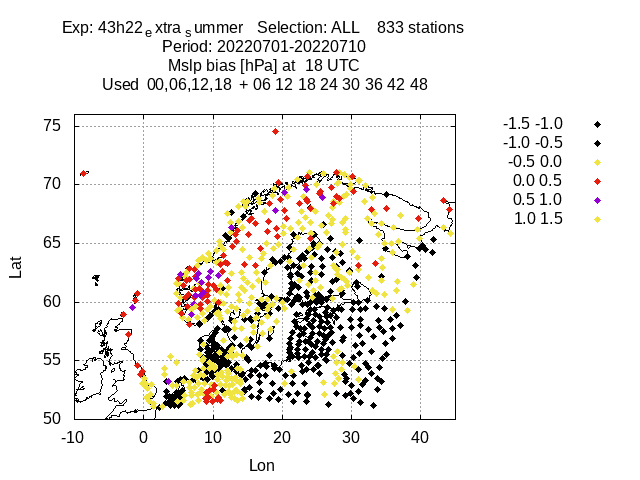 Exp: 43h22e xtra summer Selection: ALL 833 stations
Period: 20220701-20220710
Mslp bias [hPa] at 18 UTC
Used 00,06,12,18 + 06 12 18 24 30 36 42 48
-1.5 -1.0
-1.0 -0.5
-0.5 0.0
0.0 0.5
0.5 1.0
1.0 1.5
75
70
65
60
55
50
Lat
-10 0 10 20 30 40
Lon